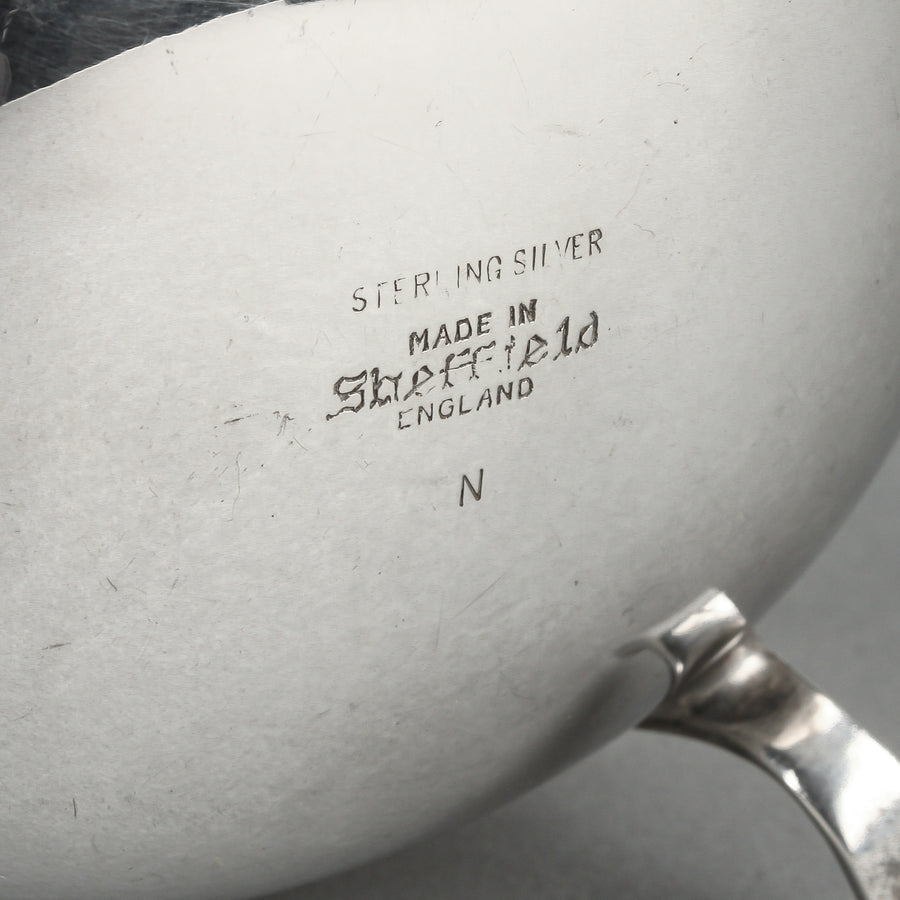 STERLING SILVER
MADE IN
Sheffield
ENGLAND
N